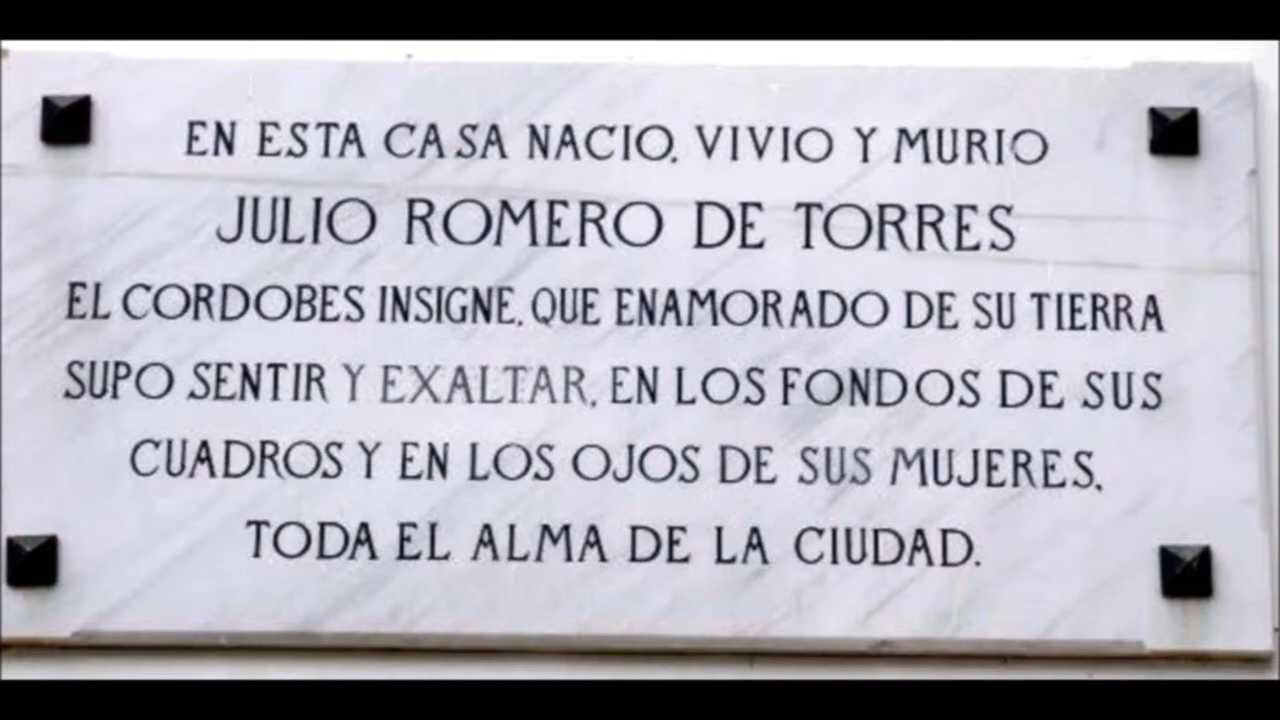 EN ESTA CASA NACIO, VIVIO Y MURIO
JULIO ROMERO DE TORRES
EL CORDOBES INSIGNE, QUE ENAMORADO DE SU TIERRA
SUPO SENTIR Y EXALTAR, EN LOS FONDOS DE SUS
CUADROS Y EN LOS OJOS DE SUS MUJERES,
TODA EL ALMA DE LA CIUDAD.